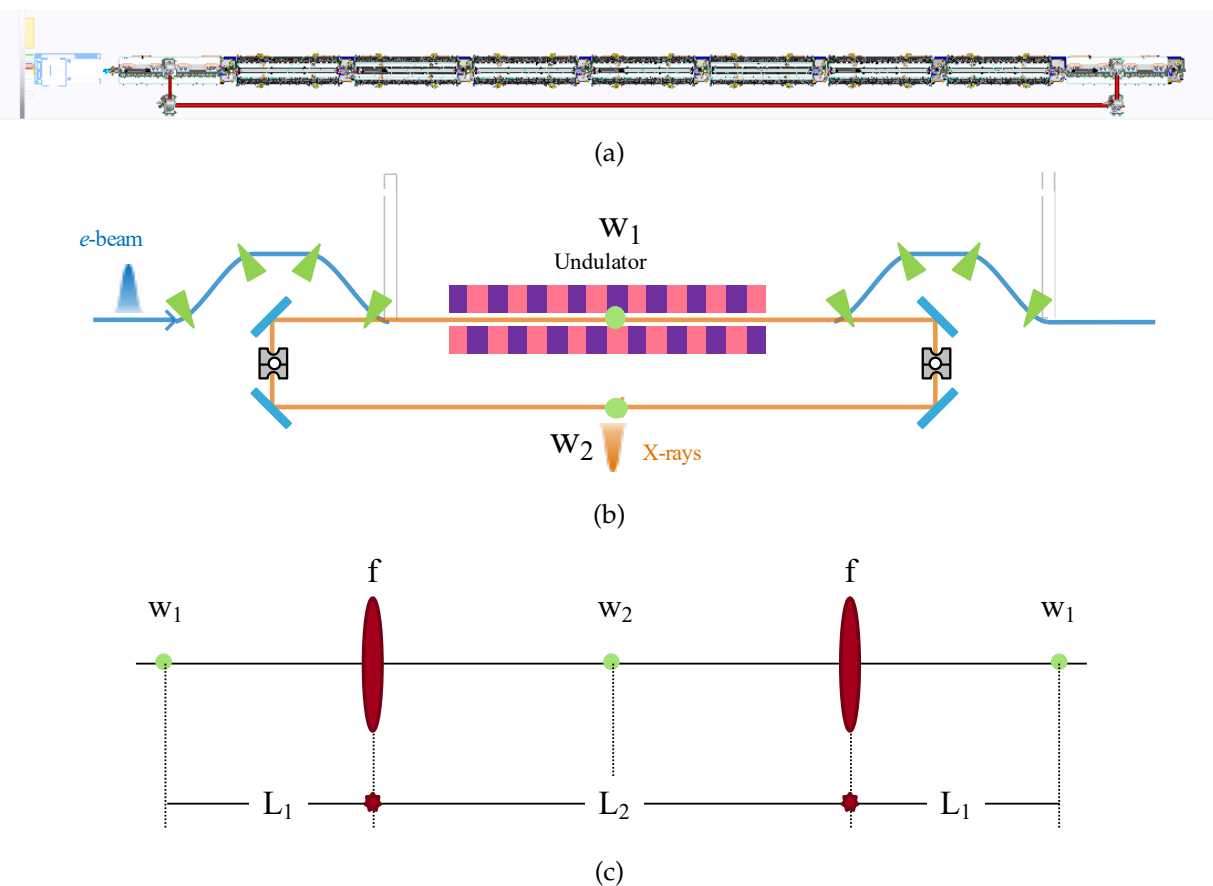 (a)
w₁
e-beam
Undulator
w₂
X-rays
(b)
f
f
w₁
w₂
w₁
L₁
L₂
L₁
(c)